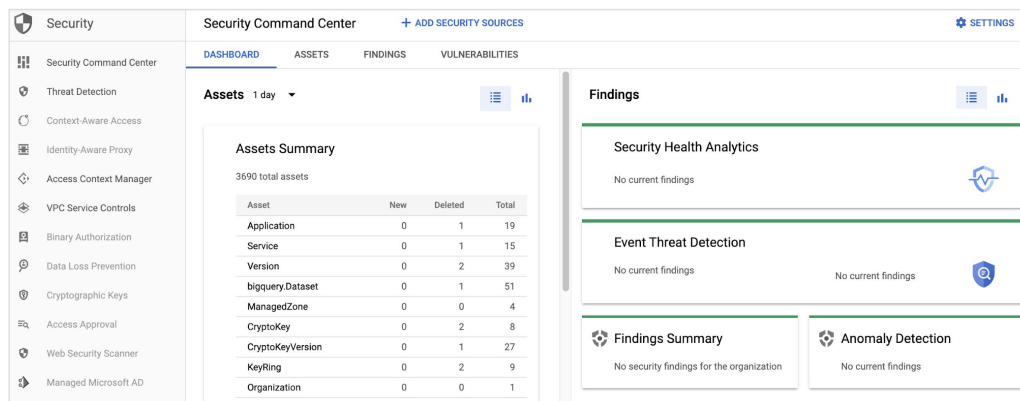 Security
Security Command Center
Threat Detection
Context-Aware Access
Identity-Aware Proxy
Access Context Manager
VPC Service Controls
Binary Authorization
Data Loss Prevention
Cryptographic Keys
Access Approval
Web Security Scanner
Managed Microsoft AD
Security Command Center + ADD SECURITY SOURCES SETTINGS
DASHBOARD ASSETS FINDINGS VULNERABILITIES
Assets 1 day
Assets Summary
3690 total assets
Asset New Deleted Total
Application 0 1 19
Service 0 1 15
Version 0 2 39
bigquery.Dataset 0 1 51
ManagedZone 0 0 4
CryptoKey 0 2 8
CryptoKeyVersion 0 1 27
KeyRing 0 2 9
Organization 0 0 1
Findings
Security Health Analytics
No current findings
Event Threat Detection
No current findings No current findings
Findings Summary
No security findings for the organization
Anomaly Detection
No current findings